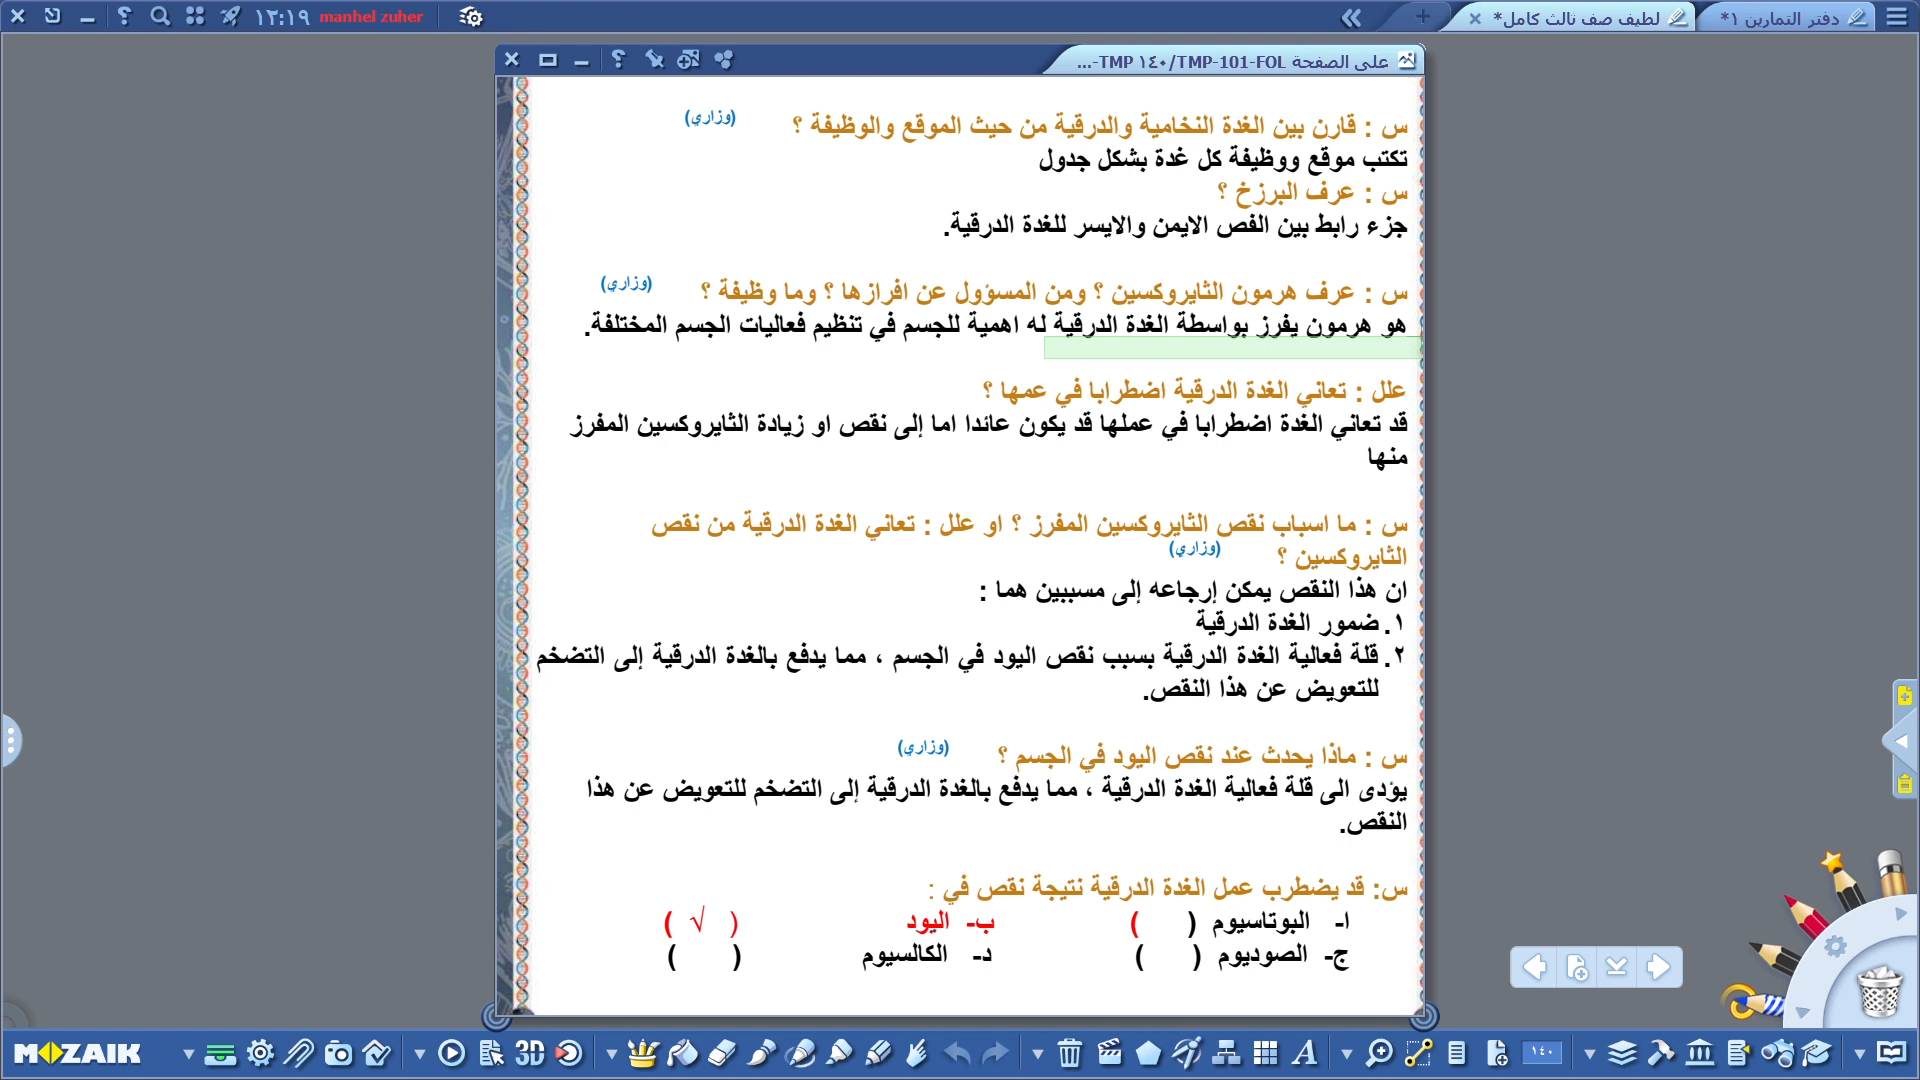 دفتر التمارين ١*
لطيف صف ثالث كامل*
١٢:١٩
manhel zuher
على الصفحة ١٤٠/TMP-101-FOL TMP-...
س : قارن بين الغدة النخامية والدرقية من حيث الموقع والوظيفة ؟ (وزاري)
تكتب موقع ووظيفة كل غدة بشكل جدول
س : عرف البرزخ ؟
جزء رابط بين الفص الايمن والايسر للغدة الدرقية.
س : عرف هرمون الثايروكسين ؟ ومن المسؤول عن افرازها ؟ وما وظيفة ؟ (وزاري)
هو هرمون يفرز بواسطة الغدة الدرقية له اهمية للجسم في تنظيم فعاليات الجسم المختلفة.
علل : تعاني الغدة الدرقية اضطرابا في عمها ؟
قد تعاني الغدة اضطرابا في عملها قد يكون عائدا اما إلى نقص او زيادة الثايروكسين المفرز
منها
س : ما اسباب نقص الثايروكسين المفرز ؟ او علل : تعاني الغدة الدرقية من نقص
الثايروكسين ؟ (وزاري)
ان هذا النقص يمكن إرجاعه إلى مسببين هما :
١. ضمور الغدة الدرقية
٢. قلة فعالية الغدة الدرقية بسبب نقص اليود في الجسم ، مما يدفع بالغدة الدرقية إلى التضخم
للتعويض عن هذا النقص.
س : ماذا يحدث عند نقص اليود في الجسم ؟ (وزاري)
يؤدى الى قلة فعالية الغدة الدرقية ، مما يدفع بالغدة الدرقية إلى التضخم للتعويض عن هذا
النقص.
س: قد يضطرب عمل الغدة الدرقية نتيجة نقص في :
ا- البوتاسيوم ( ) ب- اليود ( √ )
ج- الصوديوم ( ) د- الكالسيوم ( )
MOZAIK
3D
A
١٤٠